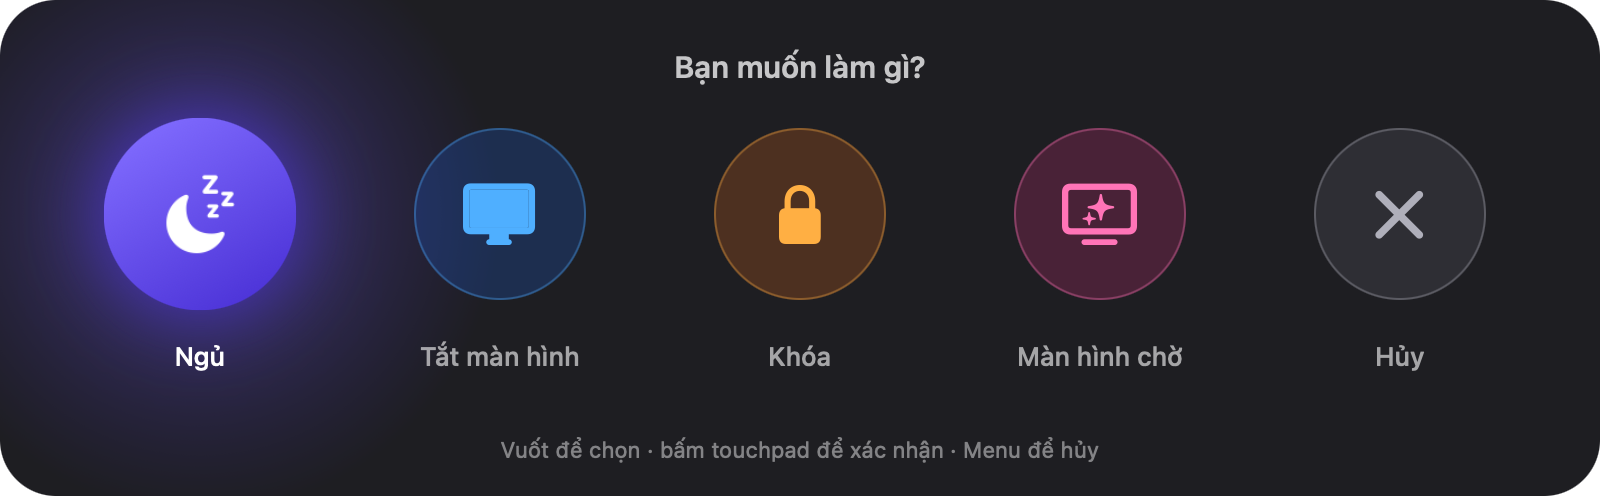 Bạn muốn làm gì?
Ngủ
Tắt màn hình
Khóa
Màn hình chờ
Hủy
Vuốt để chọn · bấm touchpad để xác nhận · Menu để hủy